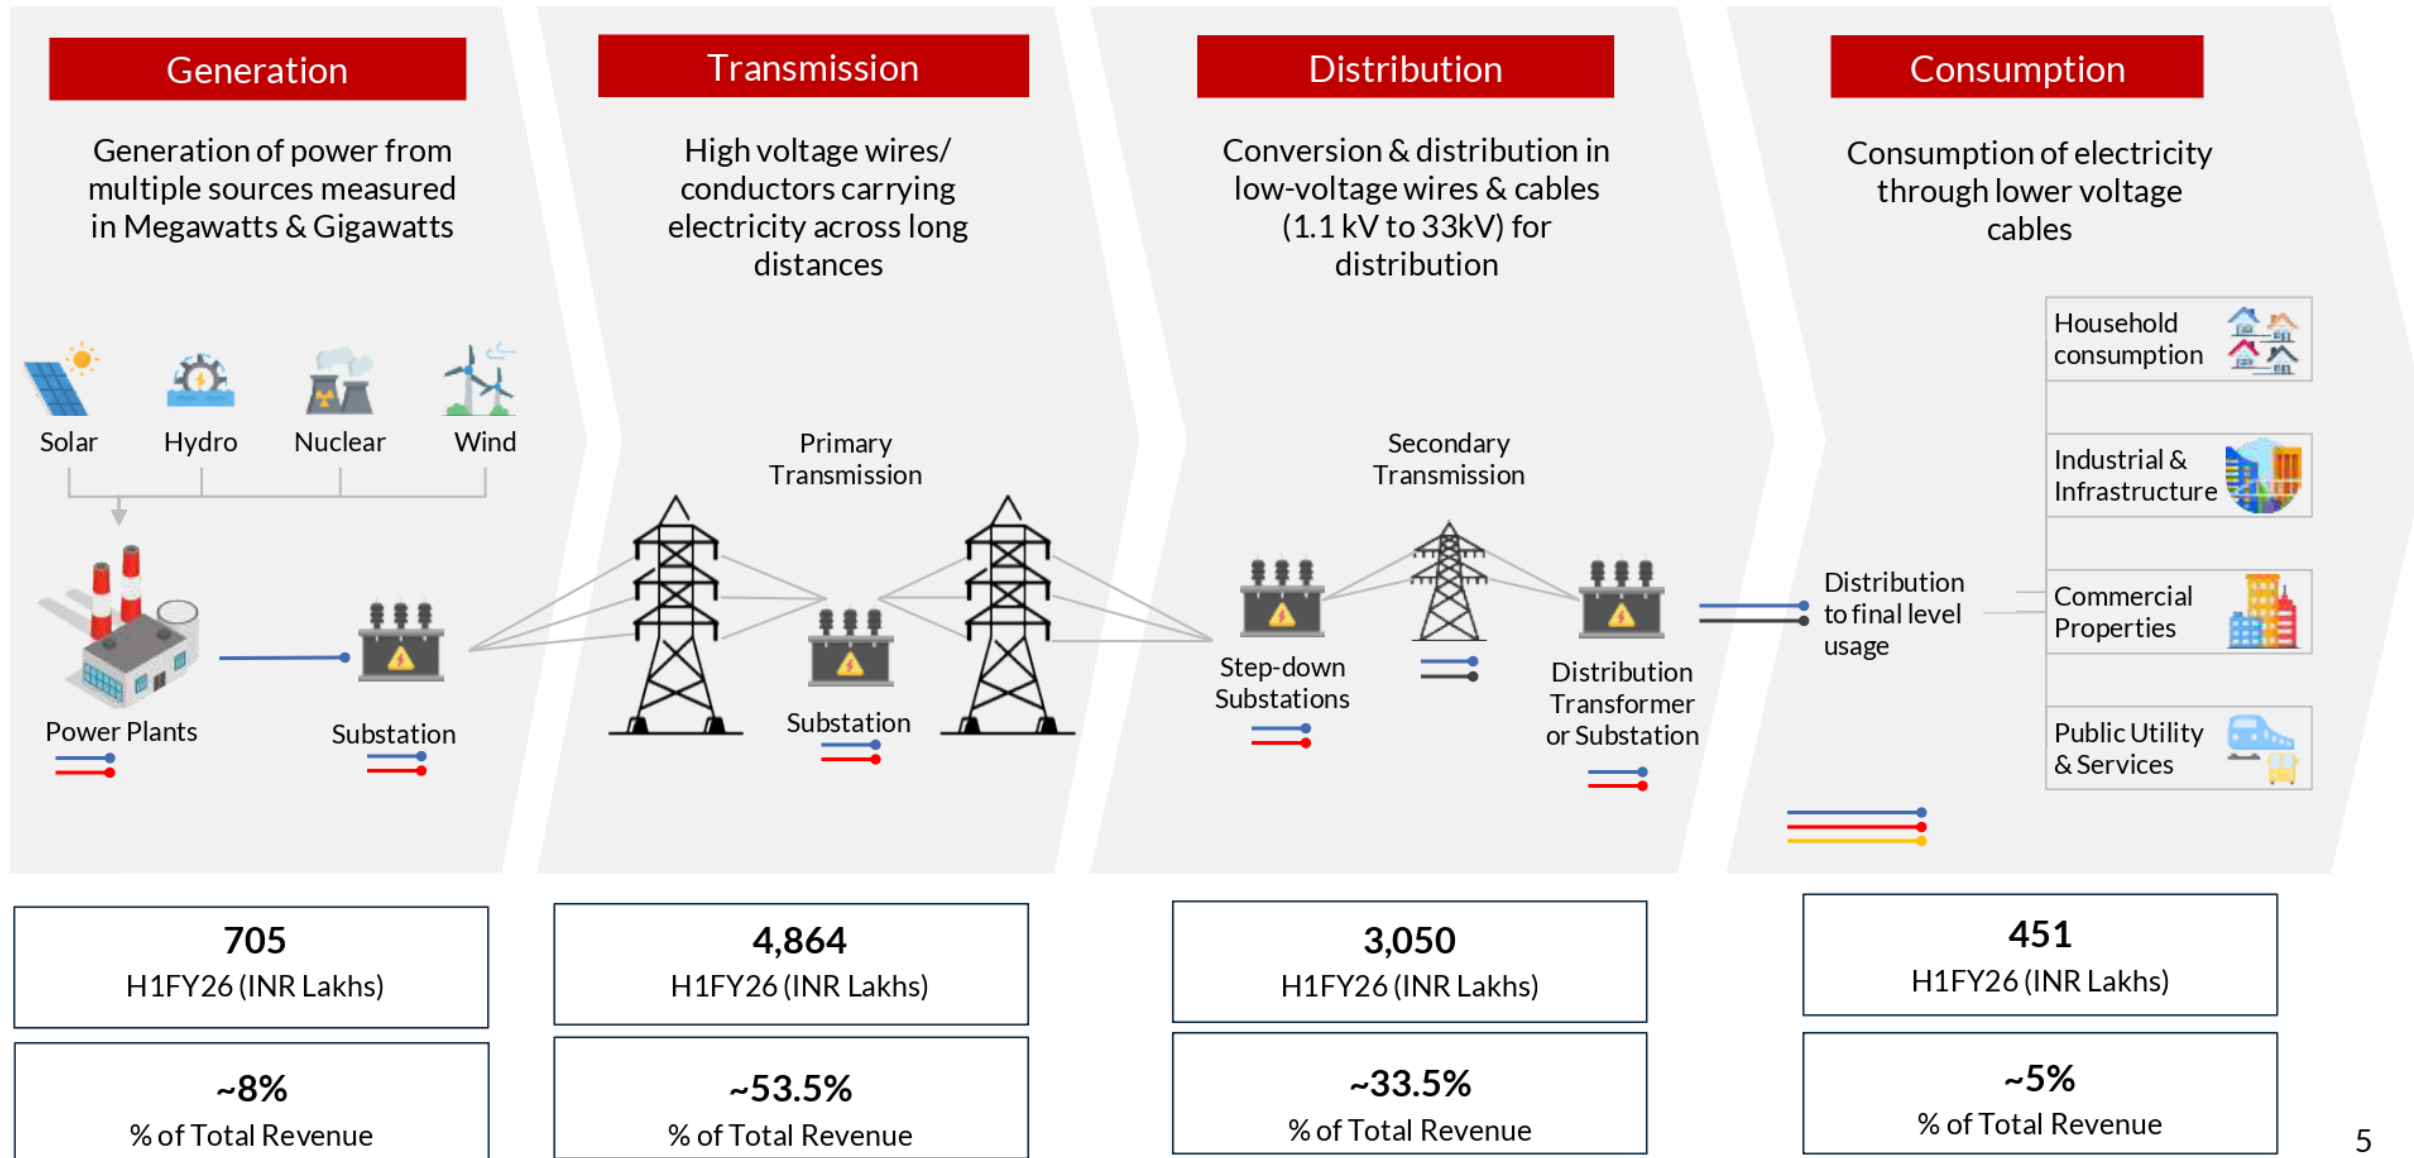 Generation
Generation of power from
multiple sources measured
in Megawatts & Gigawatts
Solar
Hydro
Nuclear
Wind
Power Plants
Substation
Transmission
High voltage wires/
conductors carrying
electricity across long
distances
Primary
Transmission
Substation
Distribution
Conversion & distribution in
low-voltage wires & cables
(1.1 kV to 33kV) for
distribution
Secondary
Transmission
Step-down
Substations
Distribution
Transformer
or Substation
Consumption
Consumption of electricity
through lower voltage
cables
Distribution
to final level
usage
Household
consumption
Industrial &
Infrastructure
Commercial
Properties
Public Utility
& Services
705
H1FY26 (INR Lakhs)
~8%
% of Total Revenue
4,864
H1FY26 (INR Lakhs)
~53.5%
% of Total Revenue
3,050
H1FY26 (INR Lakhs)
~33.5%
% of Total Revenue
451
H1FY26 (INR Lakhs)
~5%
% of Total Revenue
5